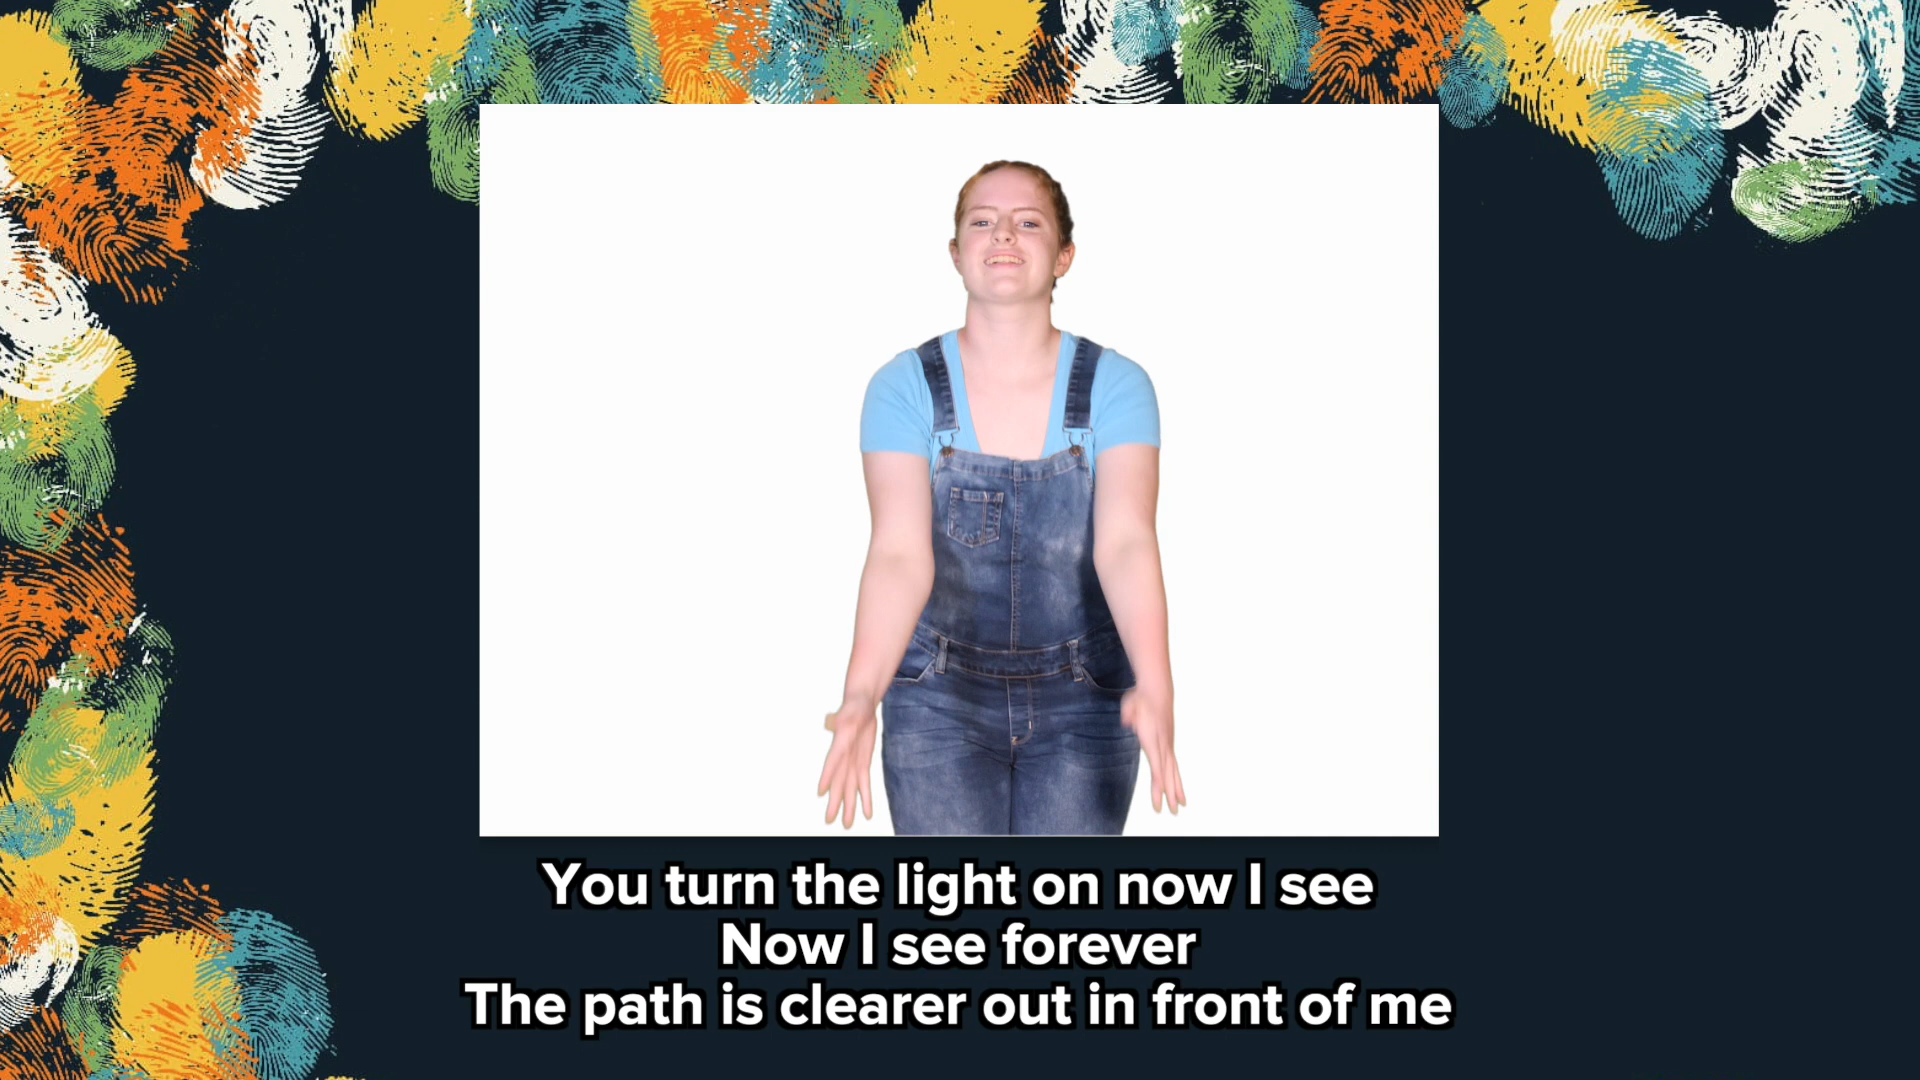 You turn the light on now I see
Now I see forever
The path is clearer out in front of me